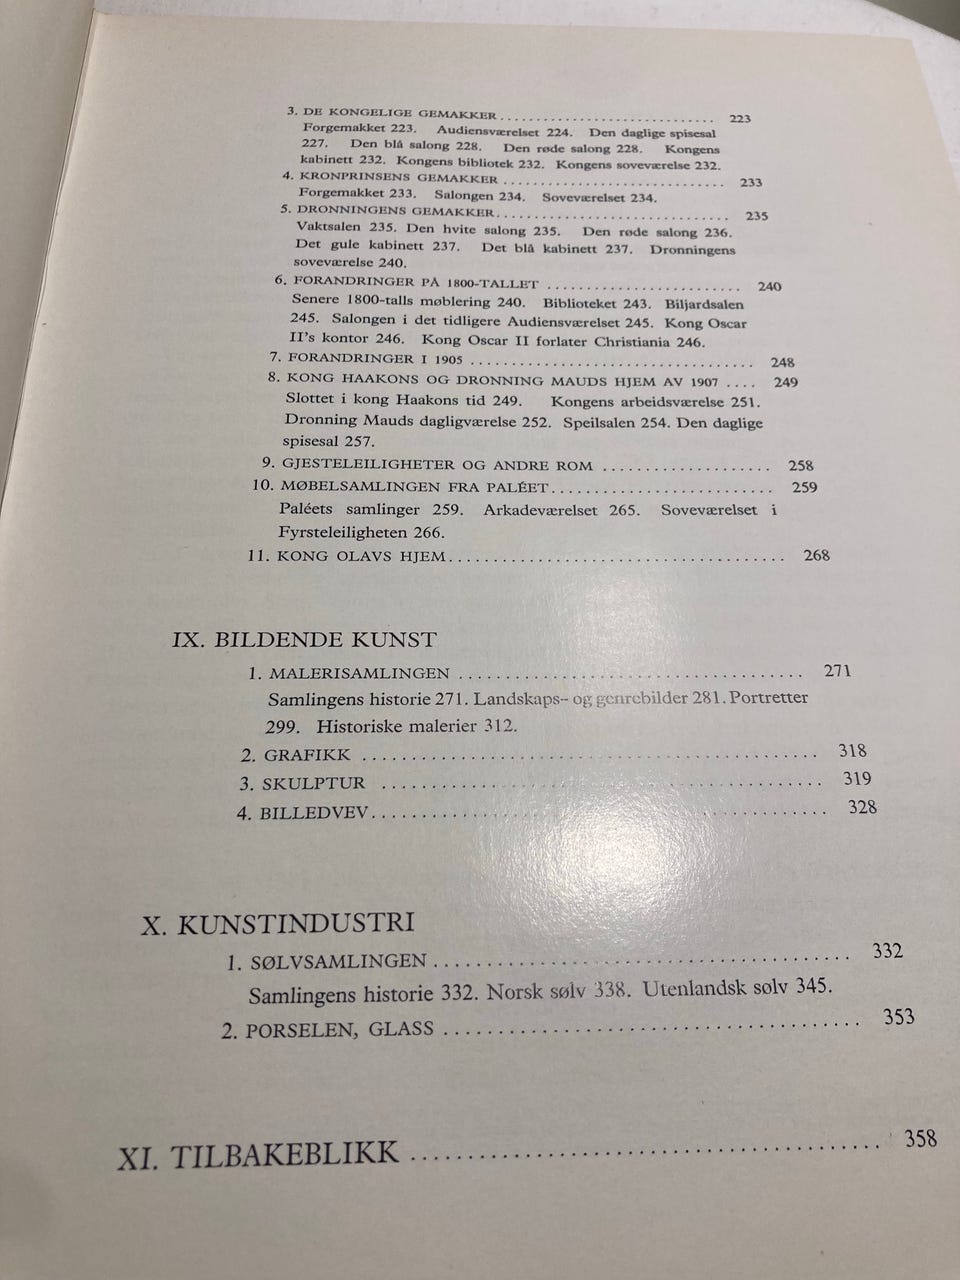 3. DE KONGELIGE GEMAKKER ............................ 223
Forgemakket 223. Audiensværelset 224. Den daglige spisesal
227. Den blå salong 228. Den røde salong 228. Kongens
kabinett 232. Kongens bibliotek 232. Kongens soveværelse 232.
4. KRONPRINSENS GEMAKKER ............................ 233
Forgemakket 233. Salongen 234. Soveværelset 234.
5. DRONNINGENS GEMAKKER............................. 235
Vaktsalen 235. Den hvite salong 235. Den røde salong 236.
Det gule kabinett 237. Det blå kabinett 237. Dronningens
soveværelse 240.
6. FORANDRINGER PÅ 1800-TALLET ......................... 240
Senere 1800-talls møblering 240. Biblioteket 243. Biljardsalen
245. Salongen i det tidligere Audiensværelset 245. Kong Oscar
II's kontor 246. Kong Oscar II forlater Christiania 246.
7. FORANDRINGER I 1905 .................................. 248
8. KONG HAAKONS OG DRONNING MAUDS HJEM AV 1907 .... 249
Slottet i kong Haakons tid 249. Kongens arbeidsværelse 251.
Dronning Mauds dagligværelse 252. Speilsalen 254. Den daglige
spisesal 257.
9. GJESTELEILIGHETER OG ANDRE ROM .................... 258
10. MØBELSAMLINGEN FRA PALÉET.......................... 259
Paléets samlinger 259. Arkadeværelset 265. Soveværelset i
Fyrsteleiligheten 266.
11. KONG OLAVS HJEM....................................... 268
IX. BILDENDE KUNST
1. MALERISAMLINGEN ....................................... 271
Samlingens historie 271. Landskaps- og genrebilder 281. Portretter
299. Historiske malerier 312.
2. GRAFIKK ................................................ 318
3. SKULPTUR .............................................. 319
4. BILLEDVEV................................................ 328
X. KUNSTINDUSTRI
1. SØLVSAMLINGEN ........................................ 332
Samlingens historie 332. Norsk sølv 338. Utenlandsk sølv 345.
2. PORSELEN, GLASS ....................................... 353
XI. TILBAKEBLIKK ......................................... 358